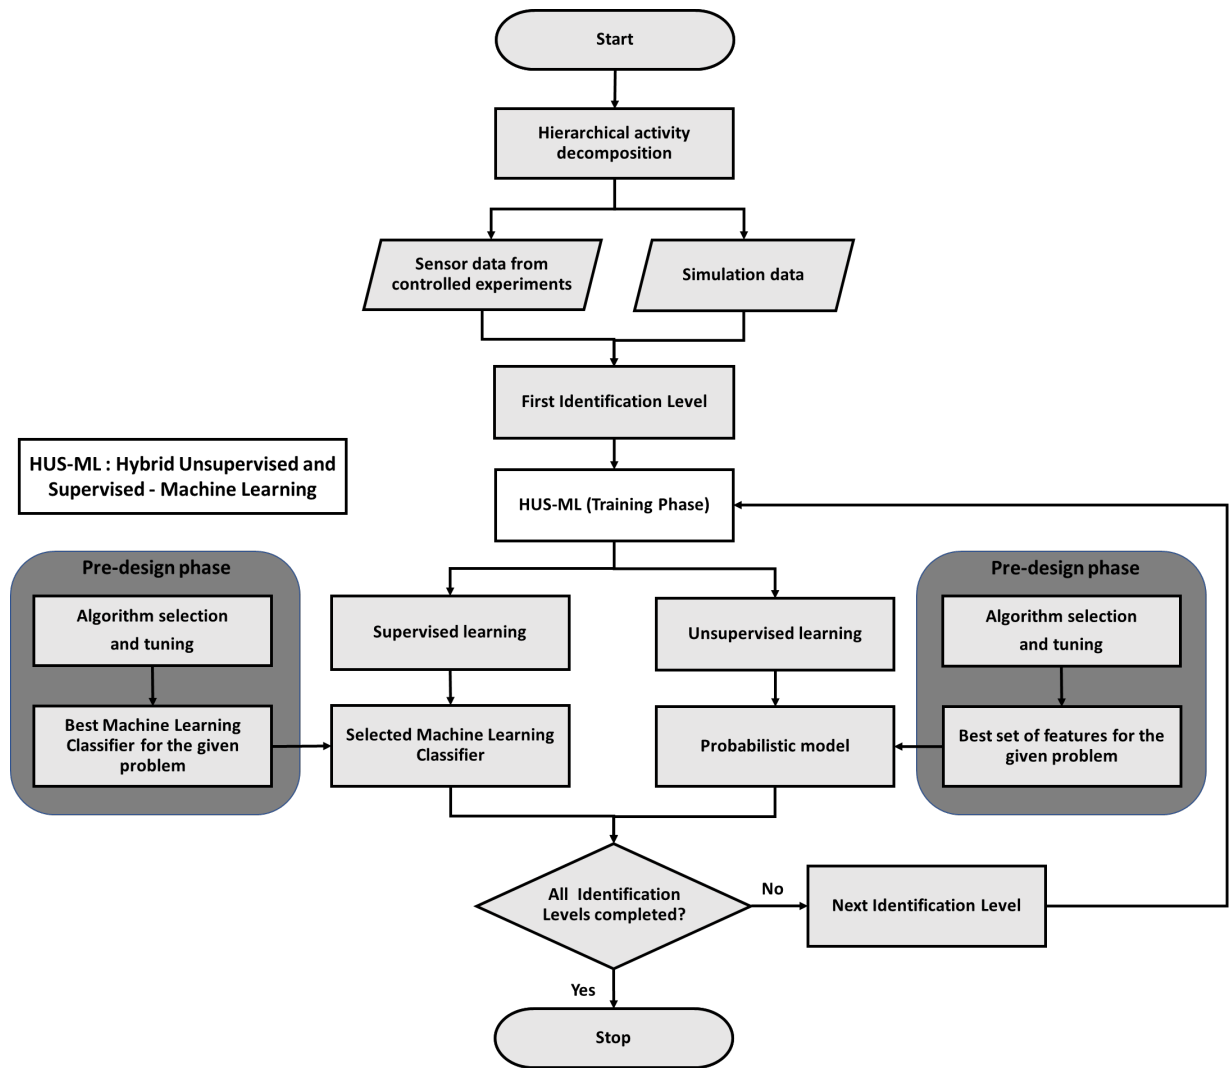 Start
Hierarchical activity
decomposition
Sensor data from
controlled experiments
Simulation data
First Identification Level
HUS-ML : Hybrid Unsupervised and
Supervised - Machine Learning
HUS-ML (Training Phase)
Pre-design phase
Algorithm selection
and tuning
Best Machine Learning
Classifier for the given
problem
Supervised learning
Selected Machine Learning
Classifier
Unsupervised learning
Probabilistic model
Pre-design phase
Algorithm selection
and tuning
Best set of features for the
given problem
All Identification
Levels completed?
No
Next Identification Level
Yes
Stop